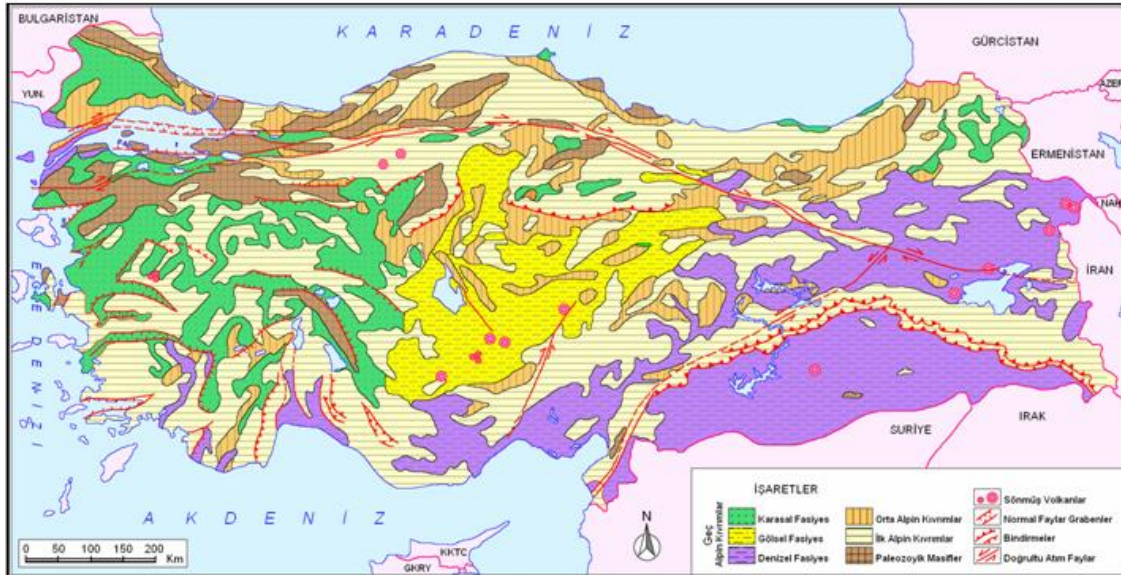 BULGARİSTAN
K A R A D E N İ Z
GÜRCİSTAN
YUN.
AZER
ERMENİSTAN
NAH
İRAN
E G E D E N İ Z İ
SURİYE
IRAK
A K D E N İ Z
KKTC
GKRY
N
0 50 100 150 200
Km
İŞARETLER
Geç
Alpin Kıvrımlar
Karasal Fasiyes
Gölsel Fasiyes
Denizel Fasiyes
Orta Alpin Kıvrımlar
İlk Alpin Kıvrımlar
Paleozoyik Masifler
Sönmüş Volkanlar
Normal Faylar Grabenler
Bindirmeler
Doğrultu Atım Faylar